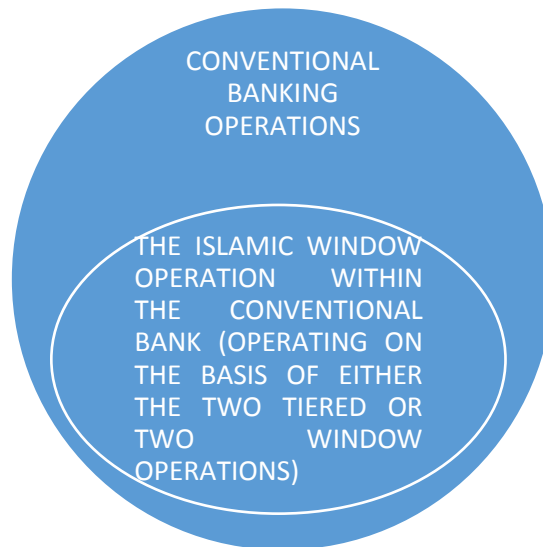 CONVENTIONAL
BANKING
OPERATIONS
THE ISLAMIC WINDOW
OPERATION WITHIN
THE CONVENTIONAL
BANK (OPERATING ON
THE BASIS OF EITHER
THE TWO TIERED OR
TWO WINDOW
OPERATIONS)